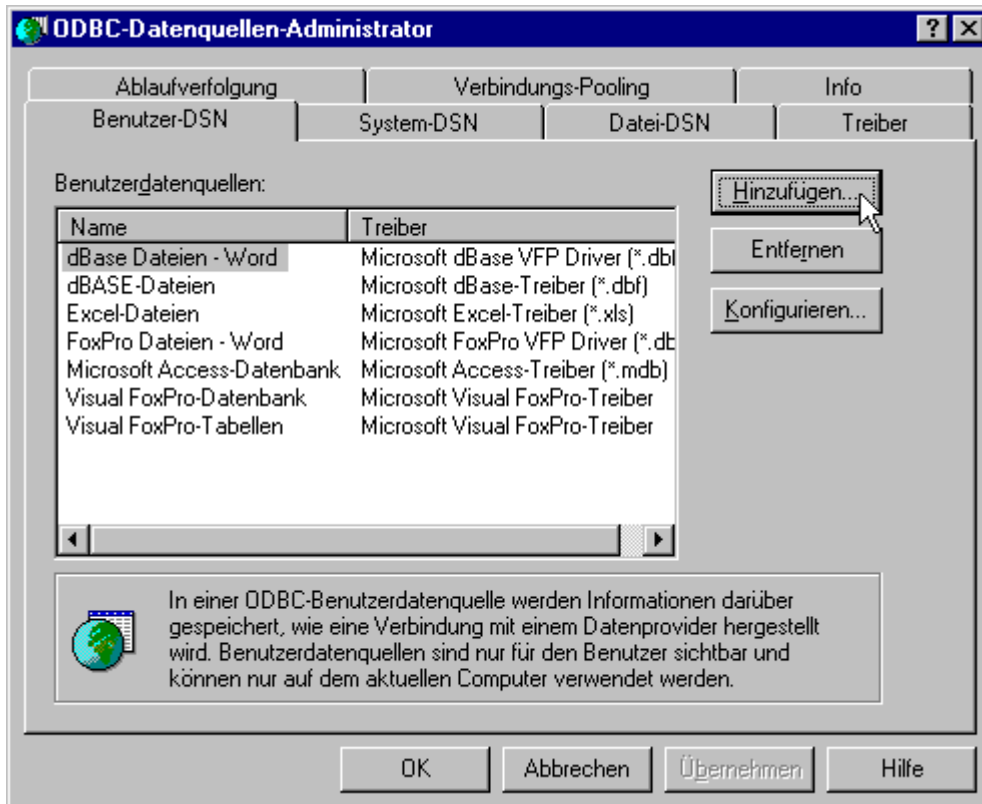 ODBC-Datenquellen-Administrator
Ablaufverfolgung Verbindungs-Pooling Info
Benutzer-DSN System-DSN Datei-DSN Treiber
Benutzerdatenquellen:
Hinzufügen...
Entfernen
Konfigurieren...
Name Treiber
dBase Dateien - Word Microsoft dBase VFP Driver (*.dbf
dBASE-Dateien Microsoft dBase-Treiber (*.dbf)
Excel-Dateien Microsoft Excel-Treiber (*.xls)
FoxPro Dateien - Word Microsoft FoxPro VFP Driver (*.db
Microsoft Access-Datenbank Microsoft Access-Treiber (*.mdb)
Visual FoxPro-Datenbank Microsoft Visual FoxPro-Treiber
Visual FoxPro-Tabellen Microsoft Visual FoxPro-Treiber
In einer ODBC-Benutzerdatenquelle werden Informationen darüber
gespeichert, wie eine Verbindung mit einem Datenprovider hergestellt
wird. Benutzerdatenquellen sind nur für den Benutzer sichtbar und
können nur auf dem aktuellen Computer verwendet werden.
OK Abbrechen Übernehmen Hilfe